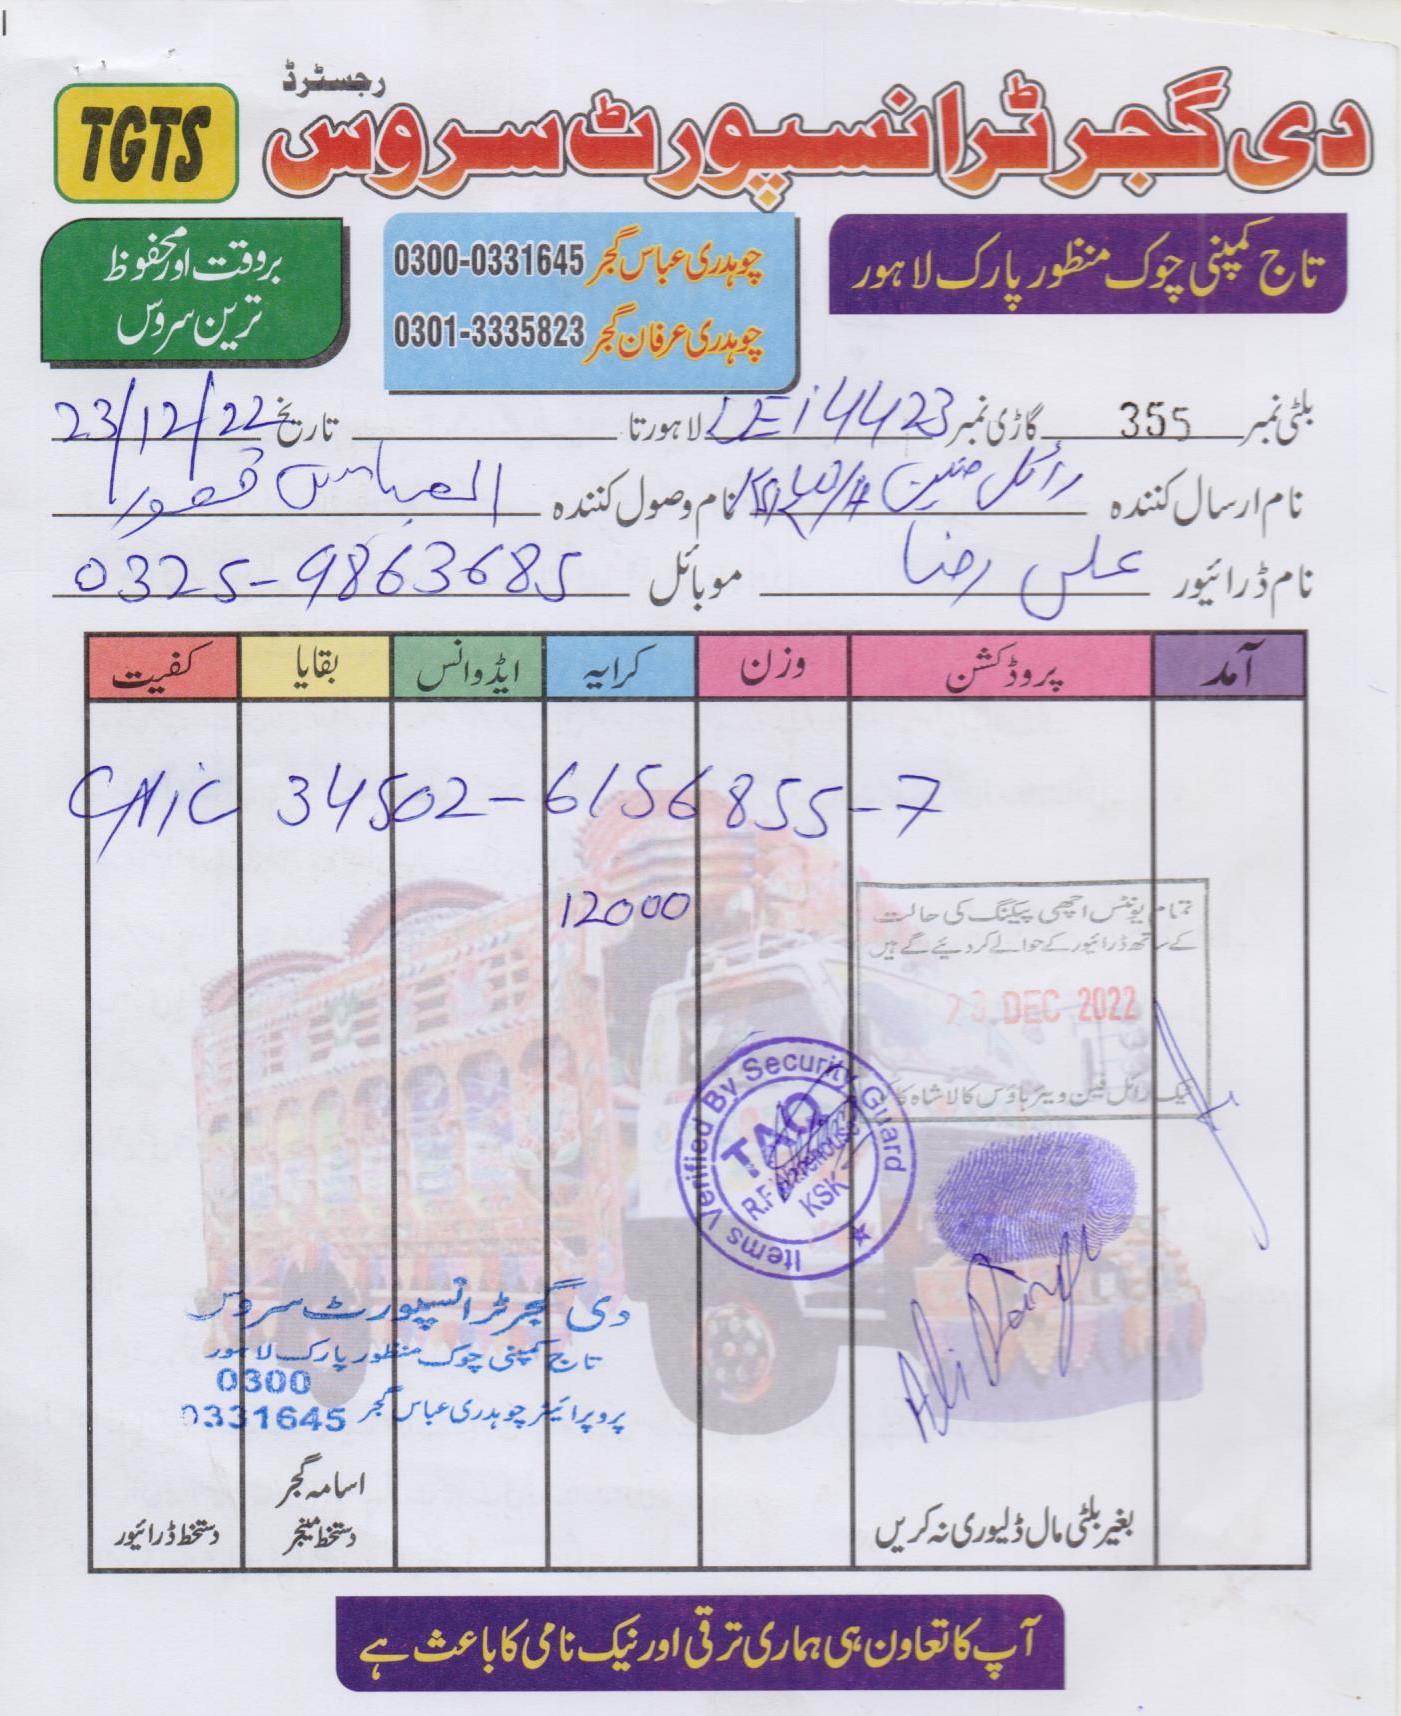 رجسٹرڈ
دی گجر ٹرانسپورٹ سروس
TGTS
تاج کمپنی چوک منظور پارک لاہور
چوہدری عباس گجر 0300-0331645
چوہدری عرفان گجر 0301-3335823
بروقت اور محفوظ
ترین سروس
بلٹی نمبر 355 گاڑی نمبر LEi 4423 لاہور تا تاریخ 23/12/22
نام ارسال کنندہ رائل فین نام وصول کنندہ العباس قصور
نام ڈرائیور علی رضا موبائل 0325-9863685
آمد پروڈکشن وزن کرایہ ایڈوانس بقایا کفیت
CNIC 34502-6156855-7
12000
تمام یونٹس اچھی پیکنگ کی حالت
کے ساتھ ڈرائیور کے حوالے کر دیئے گئے ہیں
23 DEC 2022
ٹیک رائل فین ویئر ہاؤس کالا شاہ کاکو
Items Verified By Security Guard
TAQ
R.F Warehouse
KSK
Ali
دی گجر ٹرانسپورٹ سروس
تاج کمپنی چوک منظور پارک لاہور
0300
پروپرائیٹر چوہدری عباس گجر 0331645
اسامہ گجر
بغیر بلٹی مال ڈلیوری نہ کریں
دستخط مینجر
دستخط ڈرائیور
آپ کا تعاون ہی ہماری ترقی اور نیک نامی کا باعث ہے